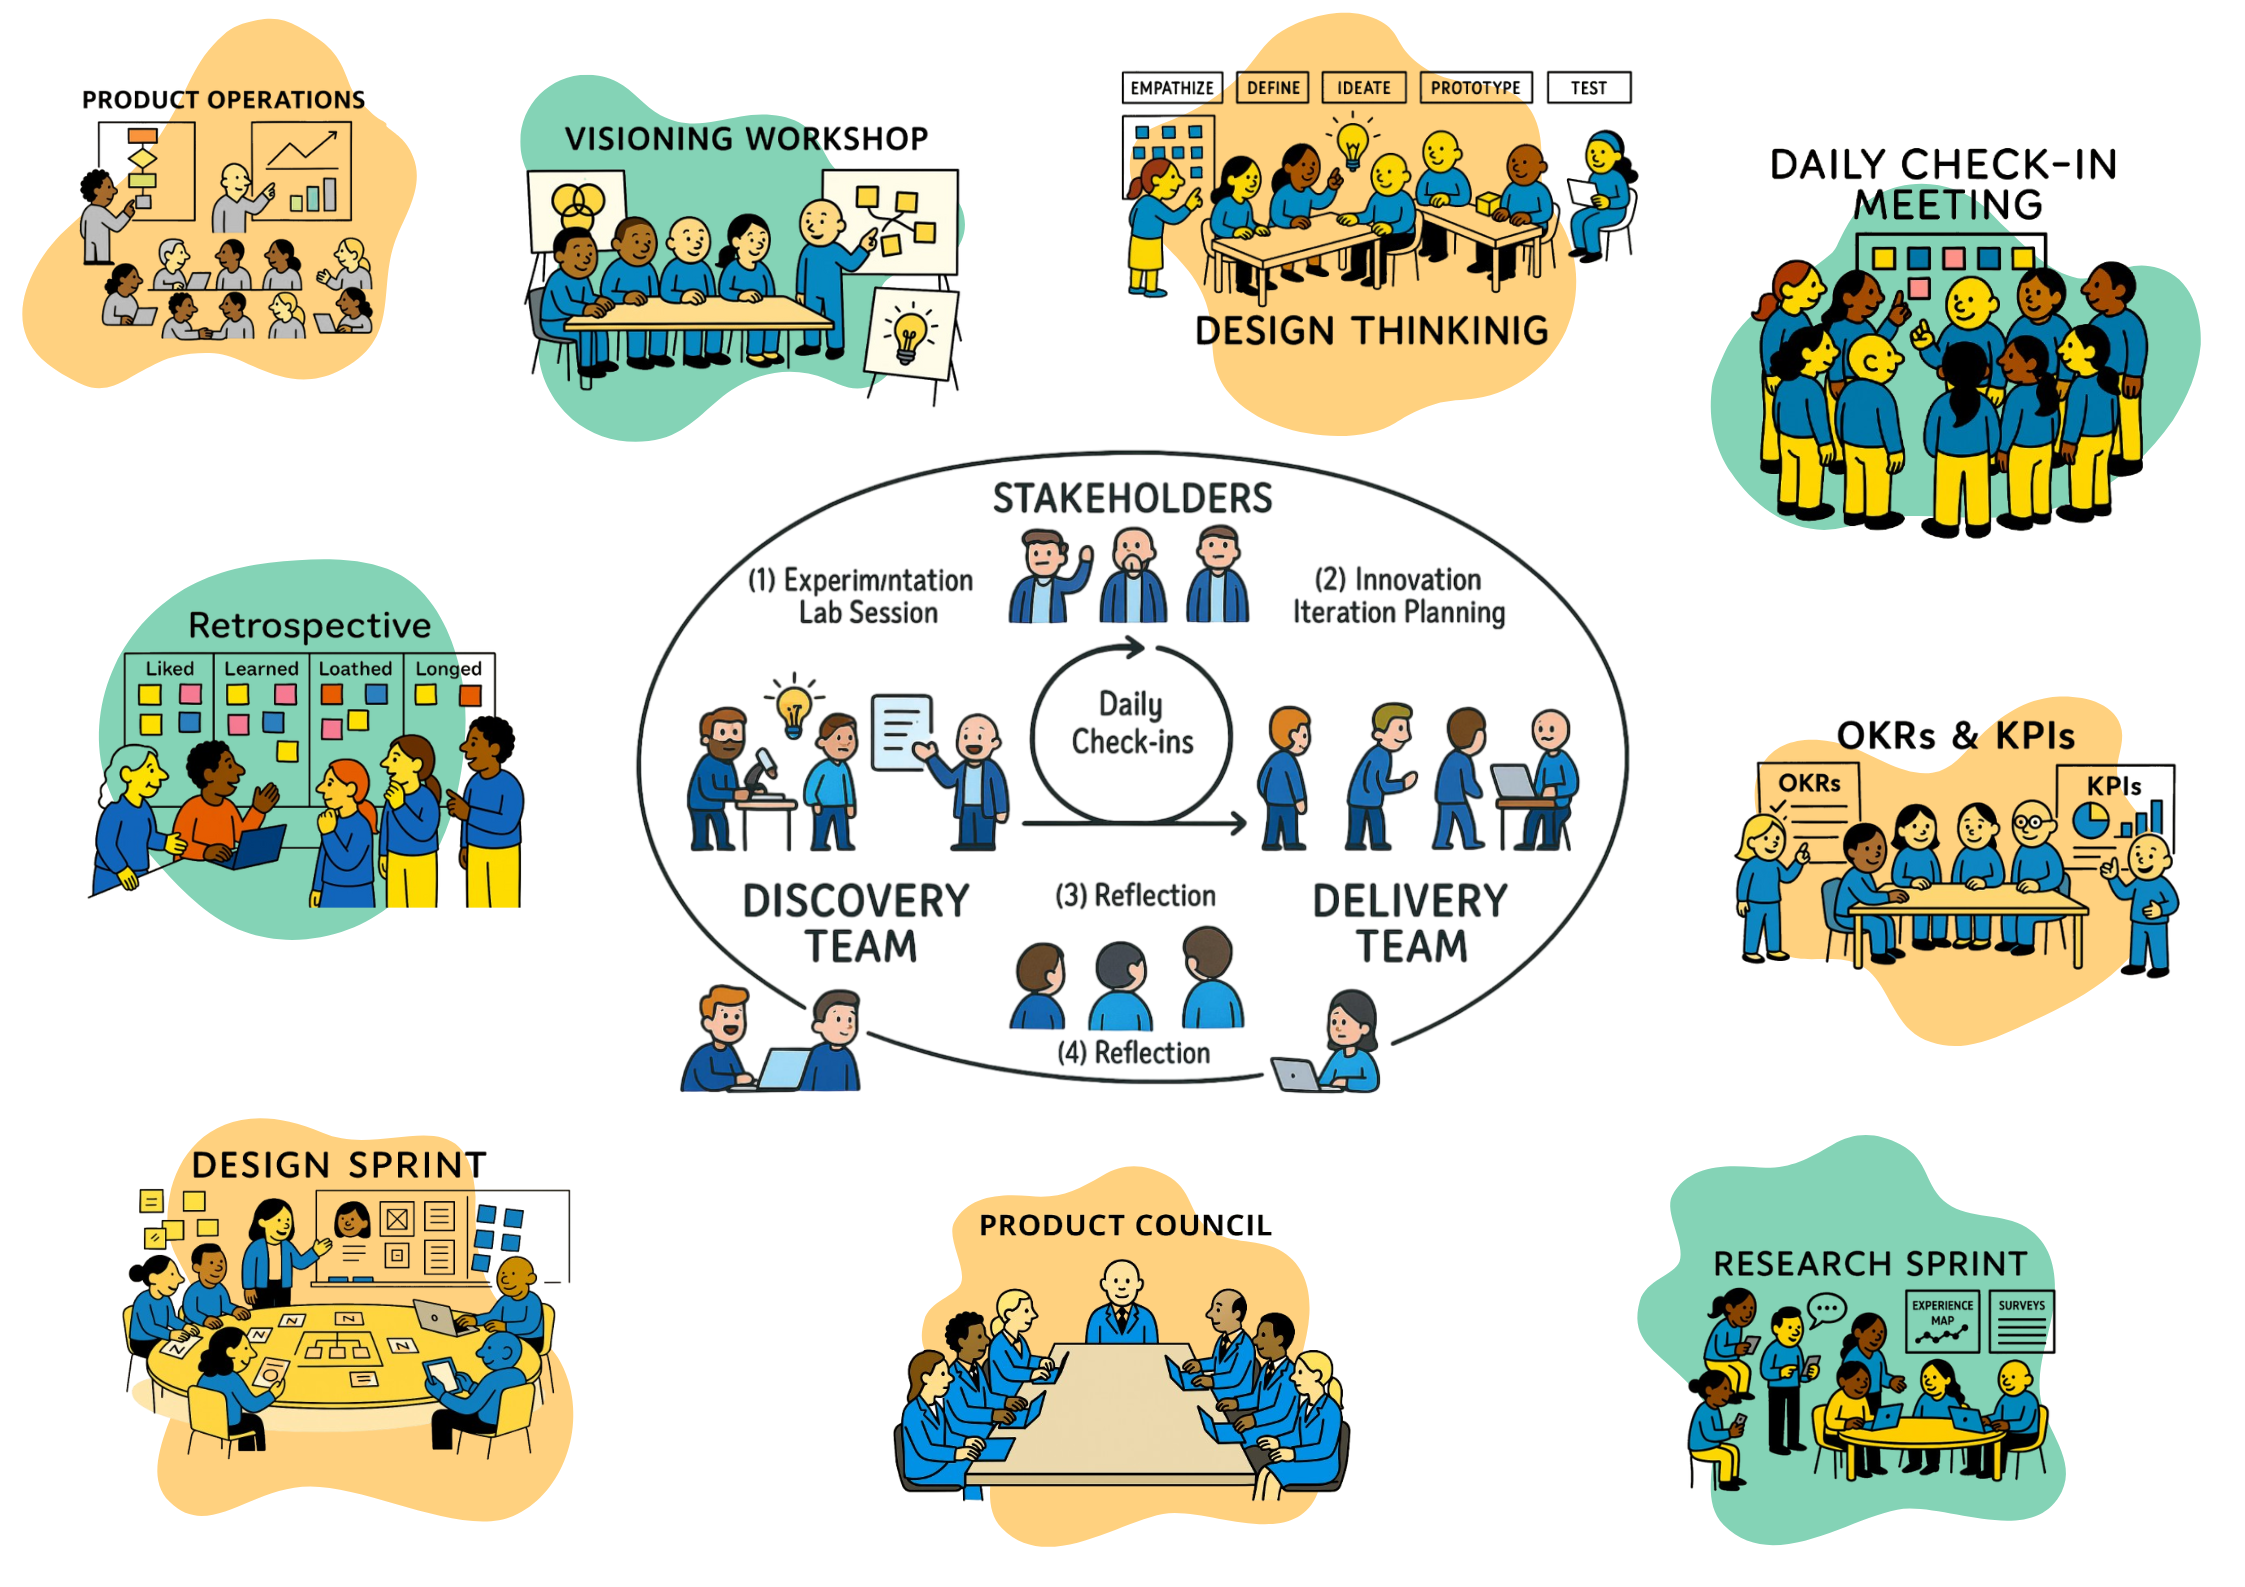 PRODUCT OPERATIONS
VISIONING WORKSHOP
EMPATHIZE
DEFINE
IDEATE
PROTOTYPE
TEST
DESIGN THINKINIG
DAILY CHECK-IN
MEETING
STAKEHOLDERS
(1) Experimıntation
Lab Session
(2) Innovation
Iteration Planning
Daily
Check-ins
DISCOVERY
TEAM
(3) Reflection
DELIVERY
TEAM
(4) Reflection
Retrospective
Liked
Learned
Loathed
Longed
OKRs & KPIs
OKRs
KPIs
DESIGN SPRINT
N
N
N
N
N
PRODUCT COUNCIL
RESEARCH SPRINT
EXPERIENCE
MAP
SURVEYS